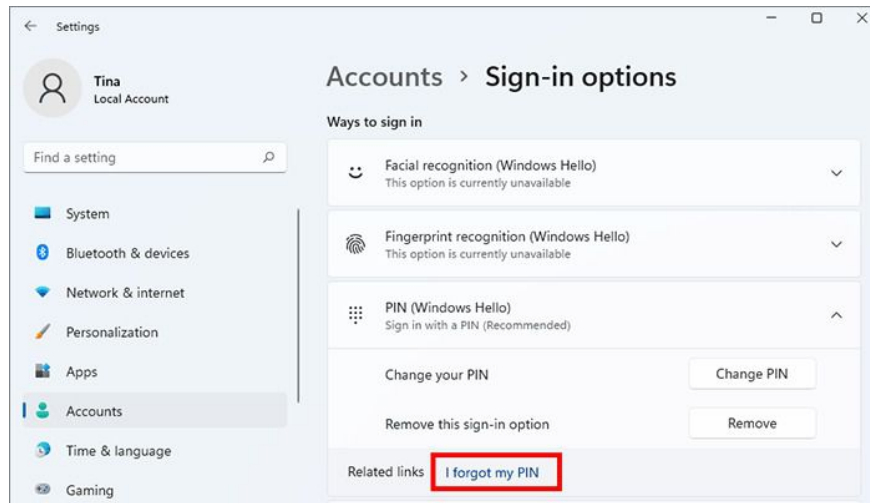 Settings
Tina
Local Account
Find a setting
System
Bluetooth & devices
Network & internet
Personalization
Apps
Accounts
Time & language
Gaming
Accounts > Sign-in options
Ways to sign in
Facial recognition (Windows Hello)
This option is currently unavailable
Fingerprint recognition (Windows Hello)
This option is currently unavailable
PIN (Windows Hello)
Sign in with a PIN (Recommended)
Change your PIN Change PIN
Remove this sign-in option Remove
Related links I forgot my PIN